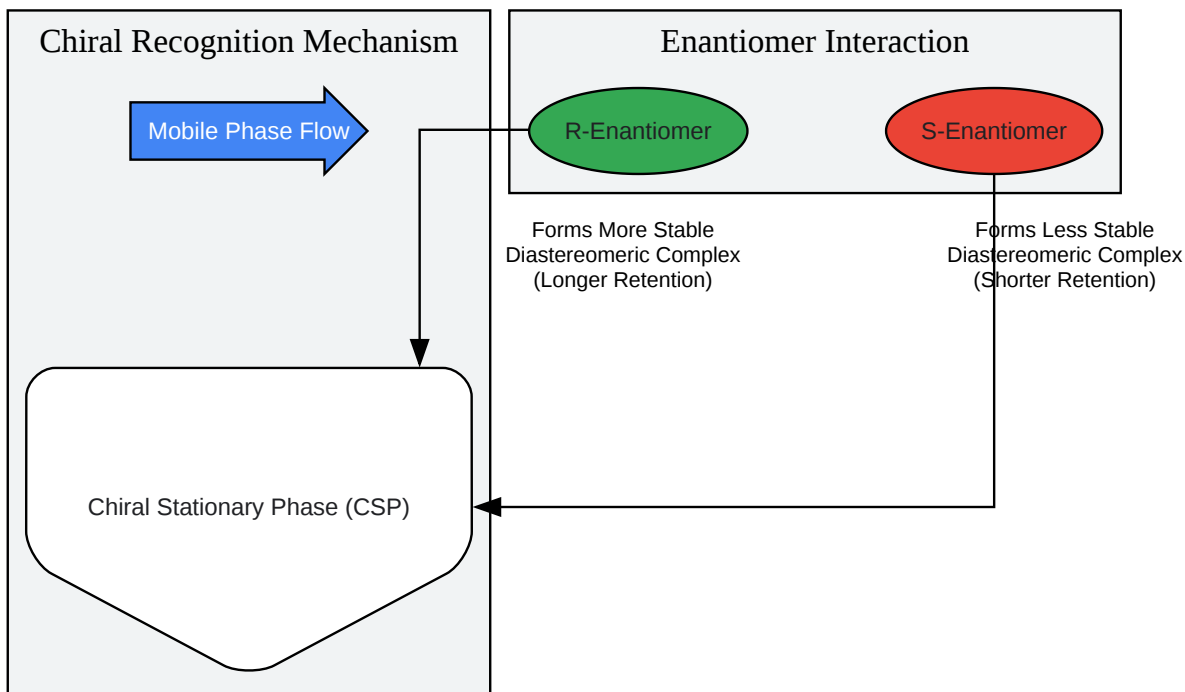 Chiral Recognition Mechanism
Mobile Phase Flow
Chiral Stationary Phase (CSP)
Enantiomer Interaction
R-Enantiomer
S-Enantiomer
Forms More Stable
Diastereomeric Complex
(Longer Retention)
Forms Less Stable
Diastereomeric Complex
(Shorter Retention)